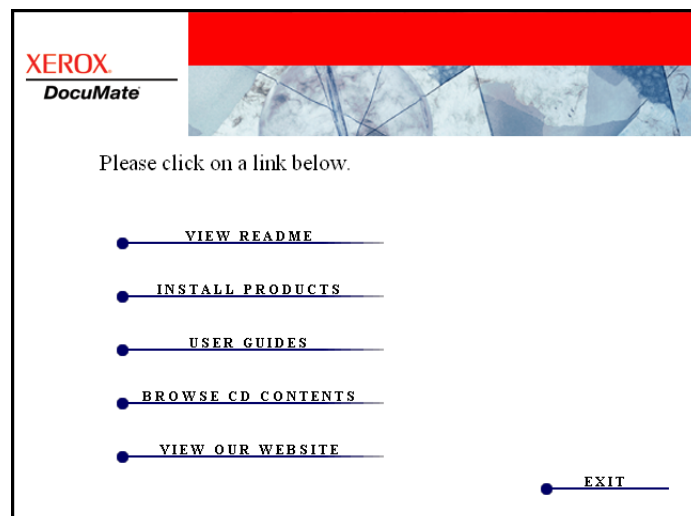 XEROX.
DocuMate
Please click on a link below.
VIEW README
INSTALL PRODUCTS
USER GUIDES
BROWSE CD CONTENTS
VIEW OUR WEBSITE
EXIT